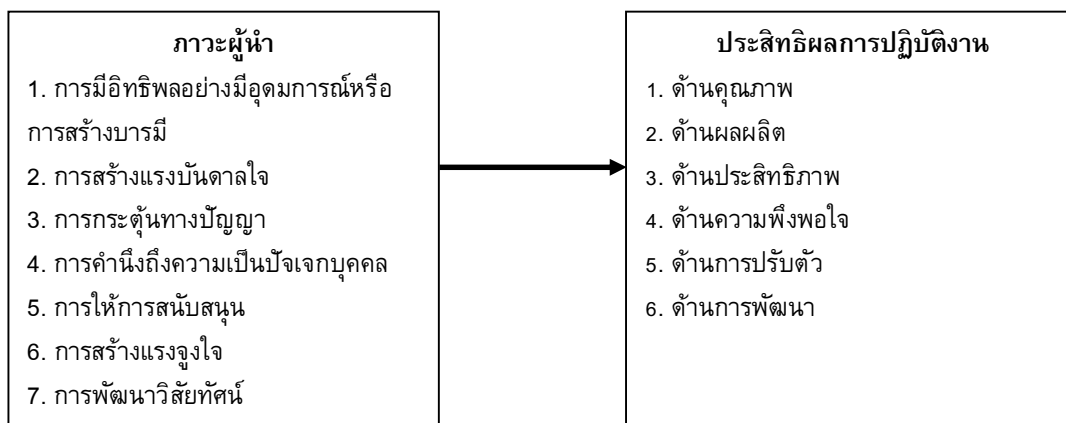 ภาวะผู้นำ
1. การมีอิทธิพลอย่างมีอุดมการณ์หรือ
การสร้างบารมี
2. การสร้างแรงบันดาลใจ
3. การกระตุ้นทางปัญญา
4. การคำนึงถึงความเป็นปัจเจกบุคคล
5. การให้การสนับสนุน
6. การสร้างแรงจูงใจ
7. การพัฒนาวิสัยทัศน์
ประสิทธิผลการปฏิบัติงาน
1. ด้านคุณภาพ
2. ด้านผลผลิต
3. ด้านประสิทธิภาพ
4. ด้านความพึงพอใจ
5. ด้านการปรับตัว
6. ด้านการพัฒนา